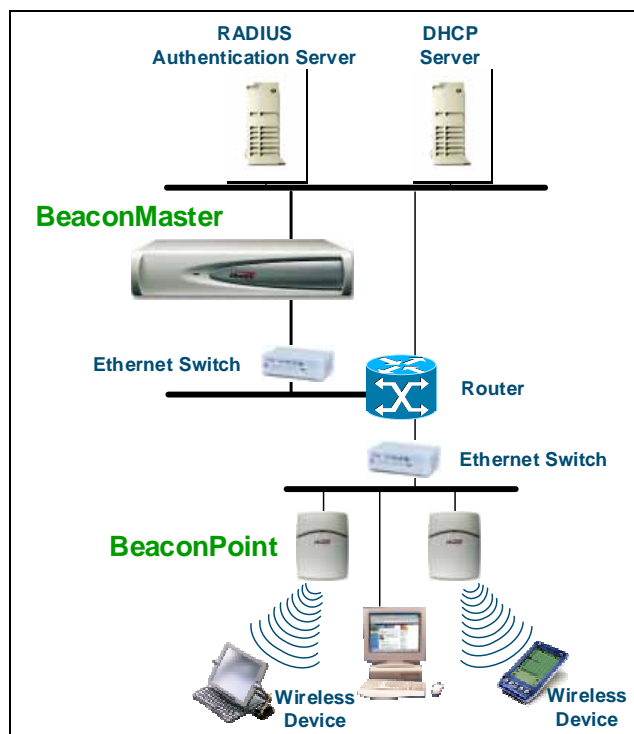 RADIUS
Authentication Server
DHCP
Server
BeaconMaster
Ethernet Switch
Router
Ethernet Switch
BeaconPoint
Wireless
Device
Wireless
Device